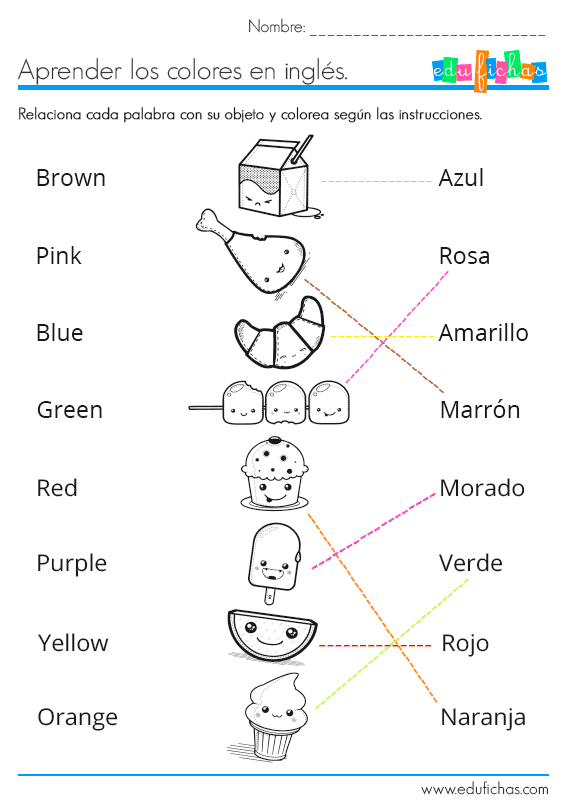 Nombre: ___________________________
Aprender los colores en inglés.
edufichas
Relaciona cada palabra con su objeto y colorea según las instrucciones.
Brown Azul
Pink Rosa
Blue Amarillo
Green Marrón
Red Morado
Purple Verde
Yellow Rojo
Orange Naranja
www.edufichas.com